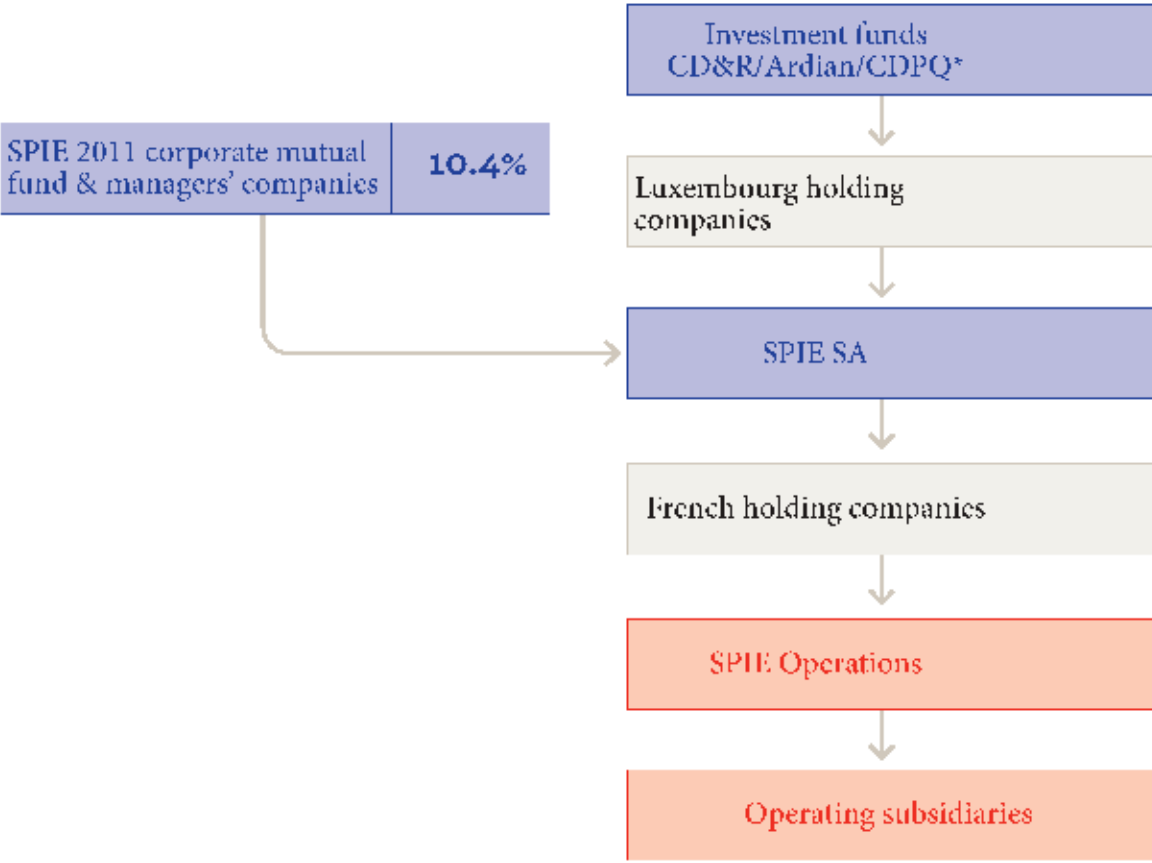 Investment funds
CD&R/Ardian/CDPQ*
SPIE 2011 corporate mutual
fund & managers' companies
10.4%
Luxembourg holding
companies
SPIE SA
French holding companies
SPIE Operations
Operating subsidiaries